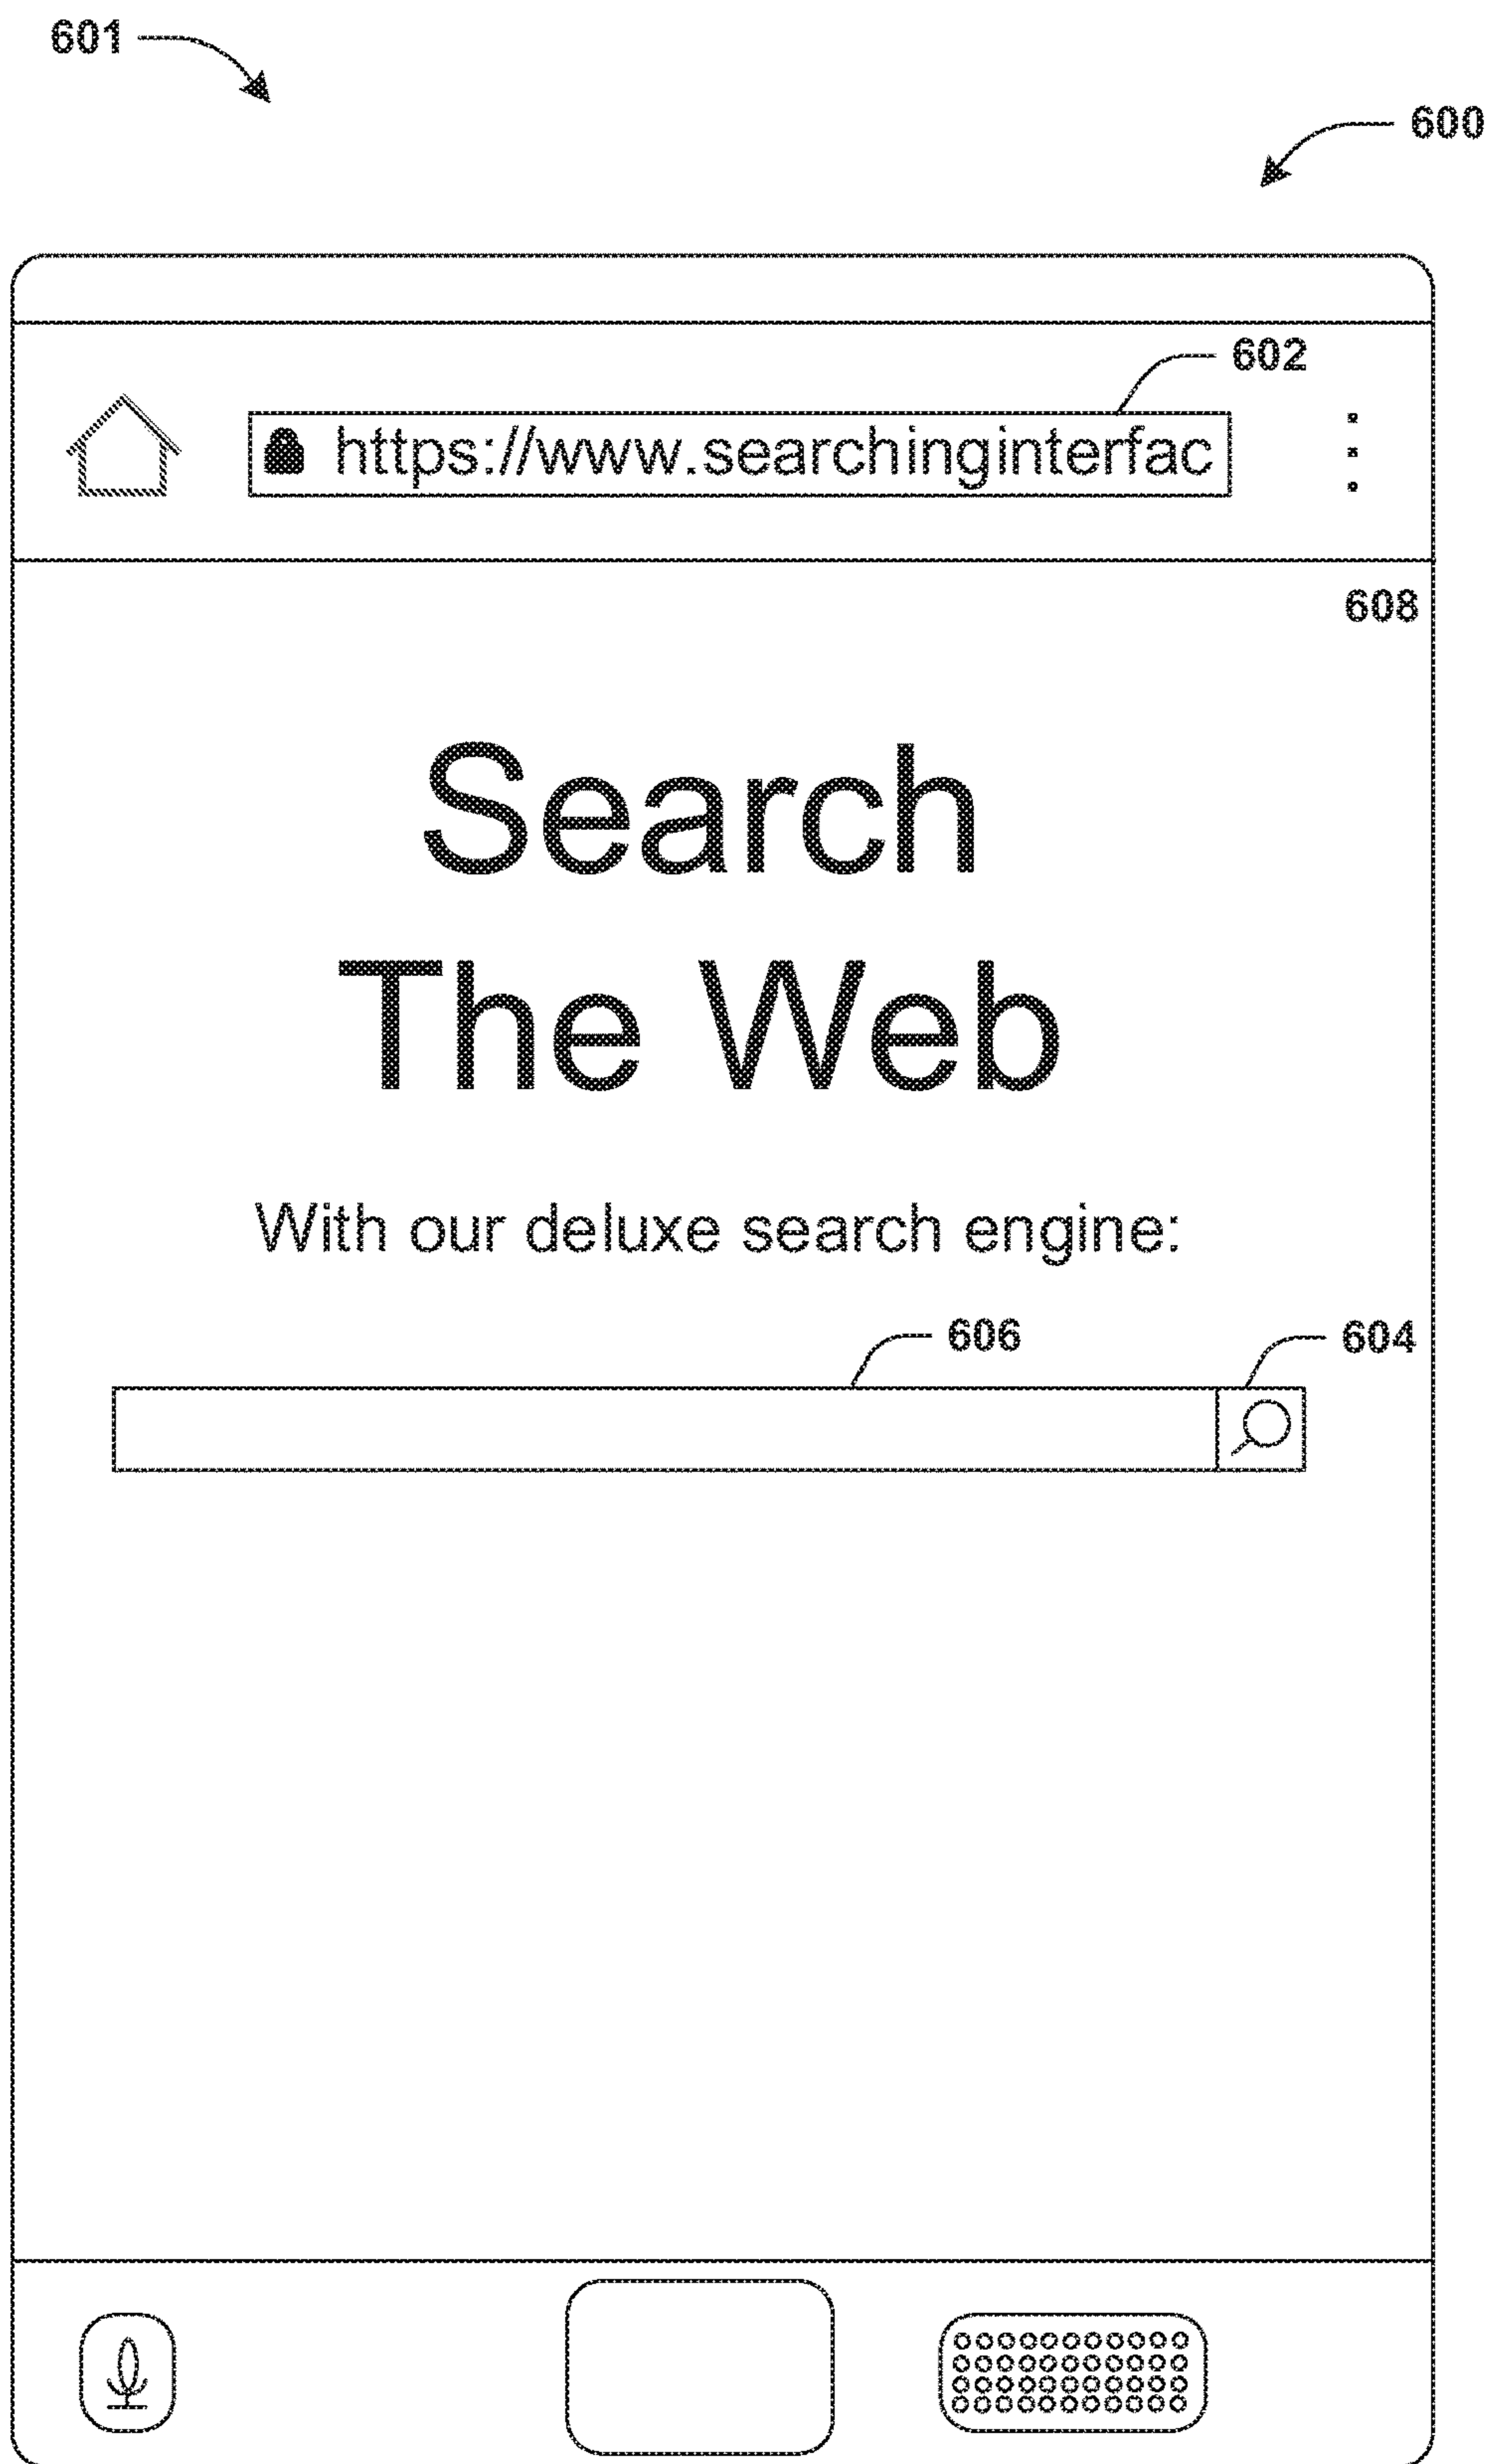 601
600
602
https://www.searchinginterfac
608
Search
The Web
With our deluxe search engine:
606
604